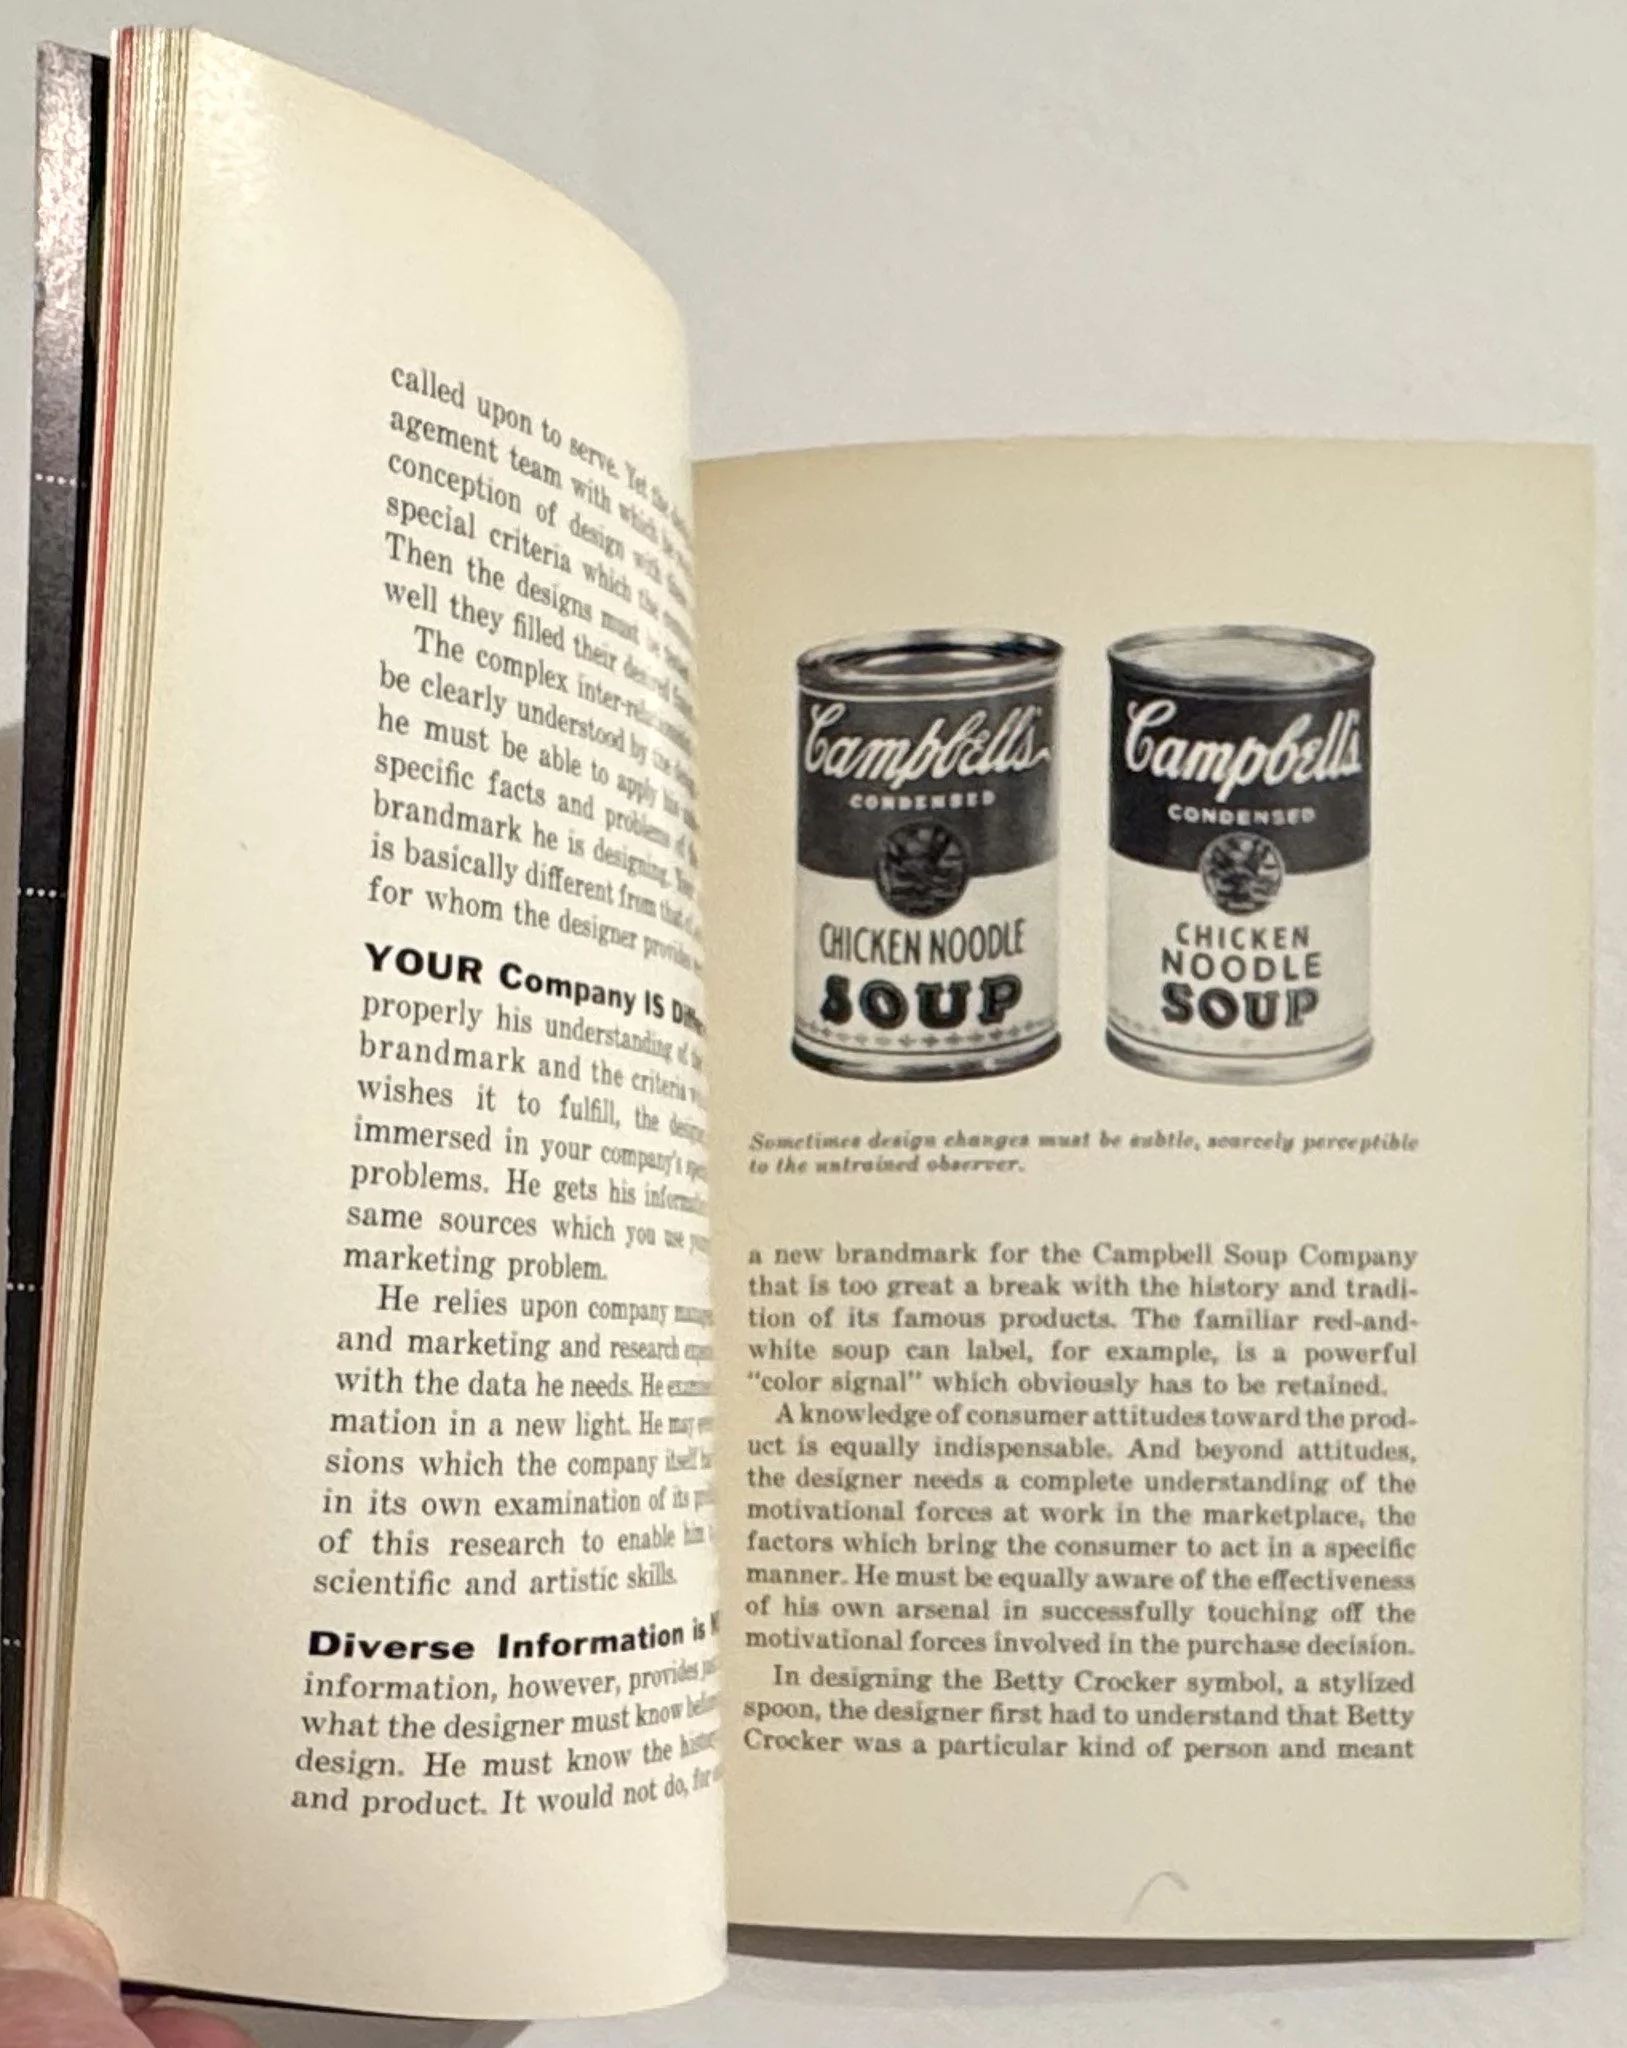 called upon to serve. Yet the
agement team with which he
conception of design with
special criteria which the
Then the designs must be
well they filled their
The complex
be clearly understood by the
he must be able to apply his
specific facts and problems of
brandmark he is designing.
is basically different from that of
for whom the designer provides
YOUR Company IS
properly his understanding of the
brandmark and the criteria
wishes it to fulfill, the
immersed in your company's
problems. He gets his
same sources which you use
marketing problem.
He relies upon company
and marketing and research
with the data he needs. He
mation in a new light. He may
sions which the company itself
in its own examination of its
of this research to enable him
scientific and artistic skills.
Diverse Information is
information, however, provides
what the designer must know
design. He must know the
and product. It would not do, for
Campbell's
CONDENSED
CHICKEN NOODLE
SOUP
Campbell's
CONDENSED
CHICKEN
NOODLE
SOUP
Sometimes design changes must be subtle, scarcely perceptible
to the untrained observer.
a new brandmark for the Campbell Soup Company
that is too great a break with the history and tradi-
tion of its famous products. The familiar red-and-
white soup can label, for example, is a powerful
"color signal" which obviously has to be retained.
A knowledge of consumer attitudes toward the prod-
uct is equally indispensable. And beyond attitudes,
the designer needs a complete understanding of the
motivational forces at work in the marketplace, the
factors which bring the consumer to act in a specific
manner. He must be equally aware of the effectiveness
of his own arsenal in successfully touching off the
motivational forces involved in the purchase decision.
In designing the Betty Crocker symbol, a stylized
spoon, the designer first had to understand that Betty
Crocker was a particular kind of person and meant